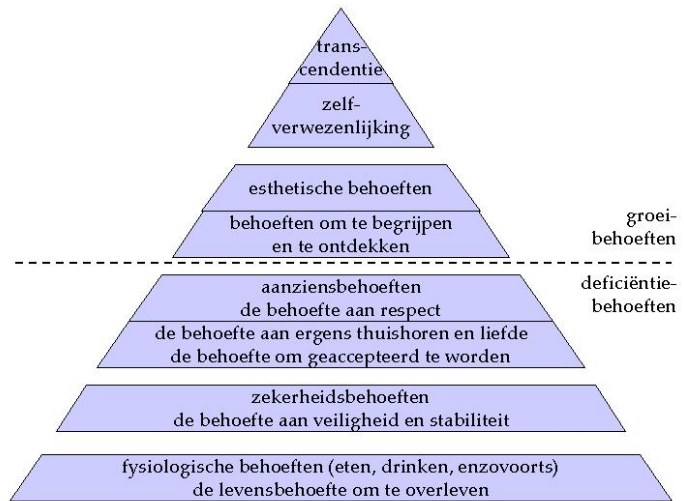 trans-
cendentie
zelf-
verwezenlijking
esthetische behoeften
behoeften om te begrijpen
en te ontdekken
groei-
behoeften
deficiëntie-
behoeften
aanziensbehoeften
de behoefte aan respect
de behoefte aan ergens thuishoren en liefde
de behoefte om geaccepteerd te worden
zekerheidsbehoeften
de behoefte aan veiligheid en stabiliteit
fysiologische behoeften (eten, drinken, enzovoorts)
de levensbehoefte om te overleven